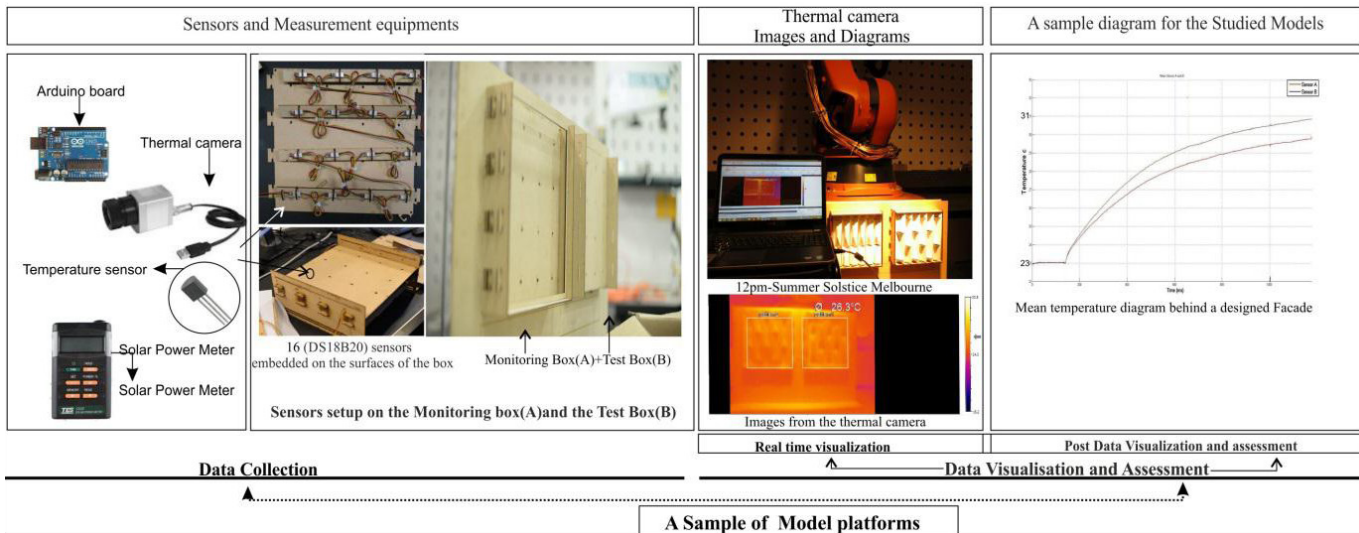 Sensors and Measurement equipments
Thermal camera
Images and Diagrams
A sample diagram for the Studied Models
Arduino board
Thermal camera
Temperature sensor
Solar Power Meter
Solar Power Meter
16 (DS18B20) sensors
embedded on the surfaces of the box
Monitoring Box(A)+Test Box(B)
Sensors setup on the Monitoring box(A)and the Test Box(B)
12pm-Summer Solstice Melbourne
26.3°C
Images from the thermal camera
Sensor A
Sensor B
31
Temperature c
23
Time (ms)
Mean temperature diagram behind a designed Facade
Real time visualization
Post Data Visualization and assessment
Data Collection
Data Visualisation and Assessment
A Sample of Model platforms